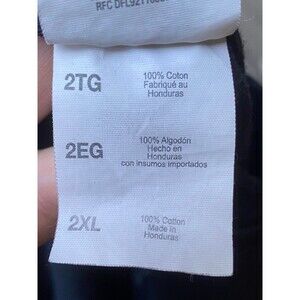 2TG
100% Coton
Fabriqué au
Honduras
2EG
100% Algodón
Hecho en
Honduras
con insumos importados
2XL
100% Cotton
Made in
Honduras